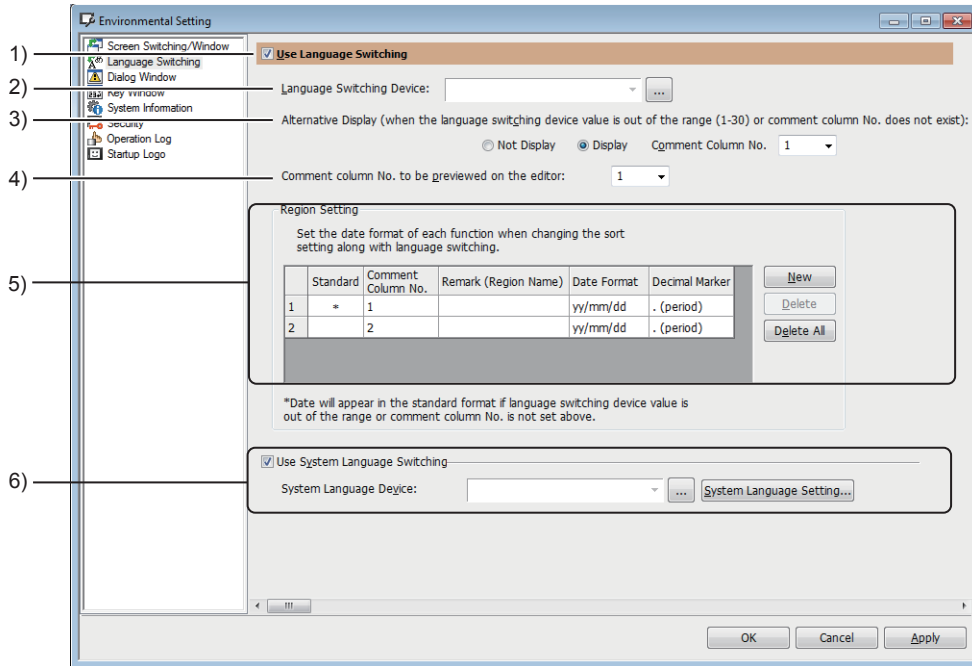 Environmental Setting
Screen Switching/Window
Language Switching
Dialog Window
Key Window
System Information
Security
Operation Log
Startup Logo
1)
Use Language Switching
2)
Language Switching Device:
...
3)
Alternative Display (when the language switching device value is out of the range (1-30) or comment column No. does not exist):
Not Display Display Comment Column No. 1
4)
Comment column No. to be previewed on the editor: 1
5)
Region Setting
Set the date format of each function when changing the sort
setting along with language switching.
Standard Comment Column No. Remark (Region Name) Date Format Decimal Marker
1 * 1 yy/mm/dd . (period)
2 2 yy/mm/dd . (period)
New
Delete
Delete All
*Date will appear in the standard format if language switching device value is
out of the range or comment column No. is not set above.
6)
Use System Language Switching
System Language Device: ... System Language Setting...
OK Cancel Apply